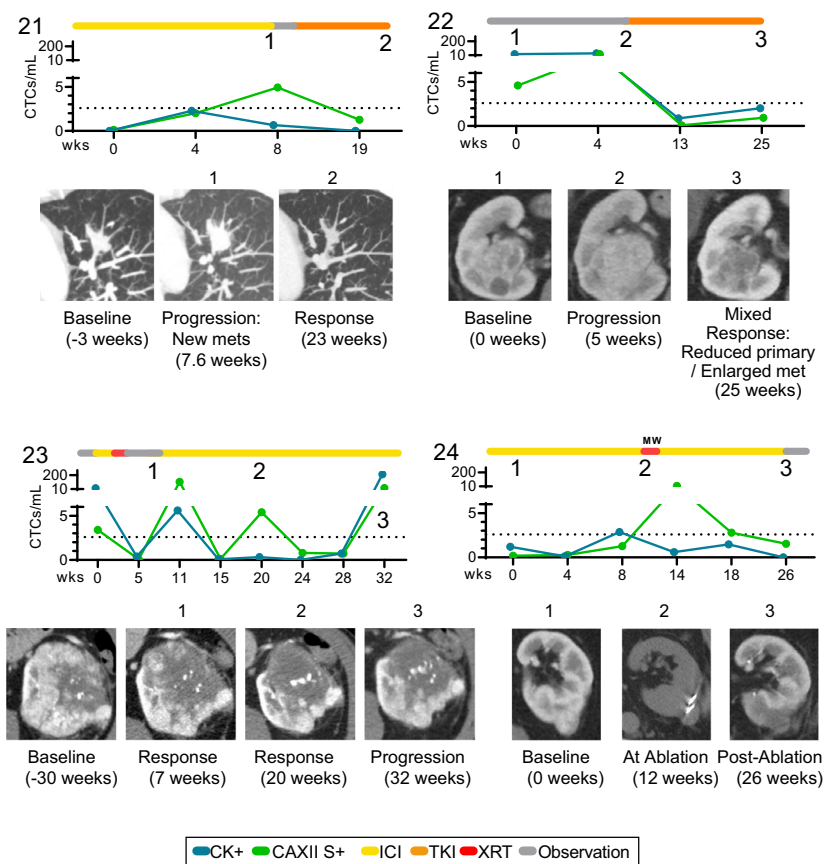 21
1
2
200
10
5
0
CTCs/mL
wks
0
4
8
19
1
2
Baseline
(-3 weeks)
Progression:
New mets
(7.6 weeks)
Response
(23 weeks)
22
1
2
3
200
10
5
0
CTCs/mL
wks
0
4
13
25
1
2
3
Baseline
(0 weeks)
Progression
(5 weeks)
Mixed
Response:
Reduced primary
/ Enlarged met
(25 weeks)
23
1
2
3
200
10
5
0
CTCs/mL
wks
0
5
11
15
20
24
28
32
1
2
3
Baseline
(-30 weeks)
Response
(7 weeks)
Response
(20 weeks)
Progression
(32 weeks)
24
MW
1
2
3
200
10
5
0
wks
0
4
8
14
18
26
1
2
3
Baseline
(0 weeks)
At Ablation
(12 weeks)
Post-Ablation
(26 weeks)
CK+ CAXII S+ ICI TKI XRT Observation